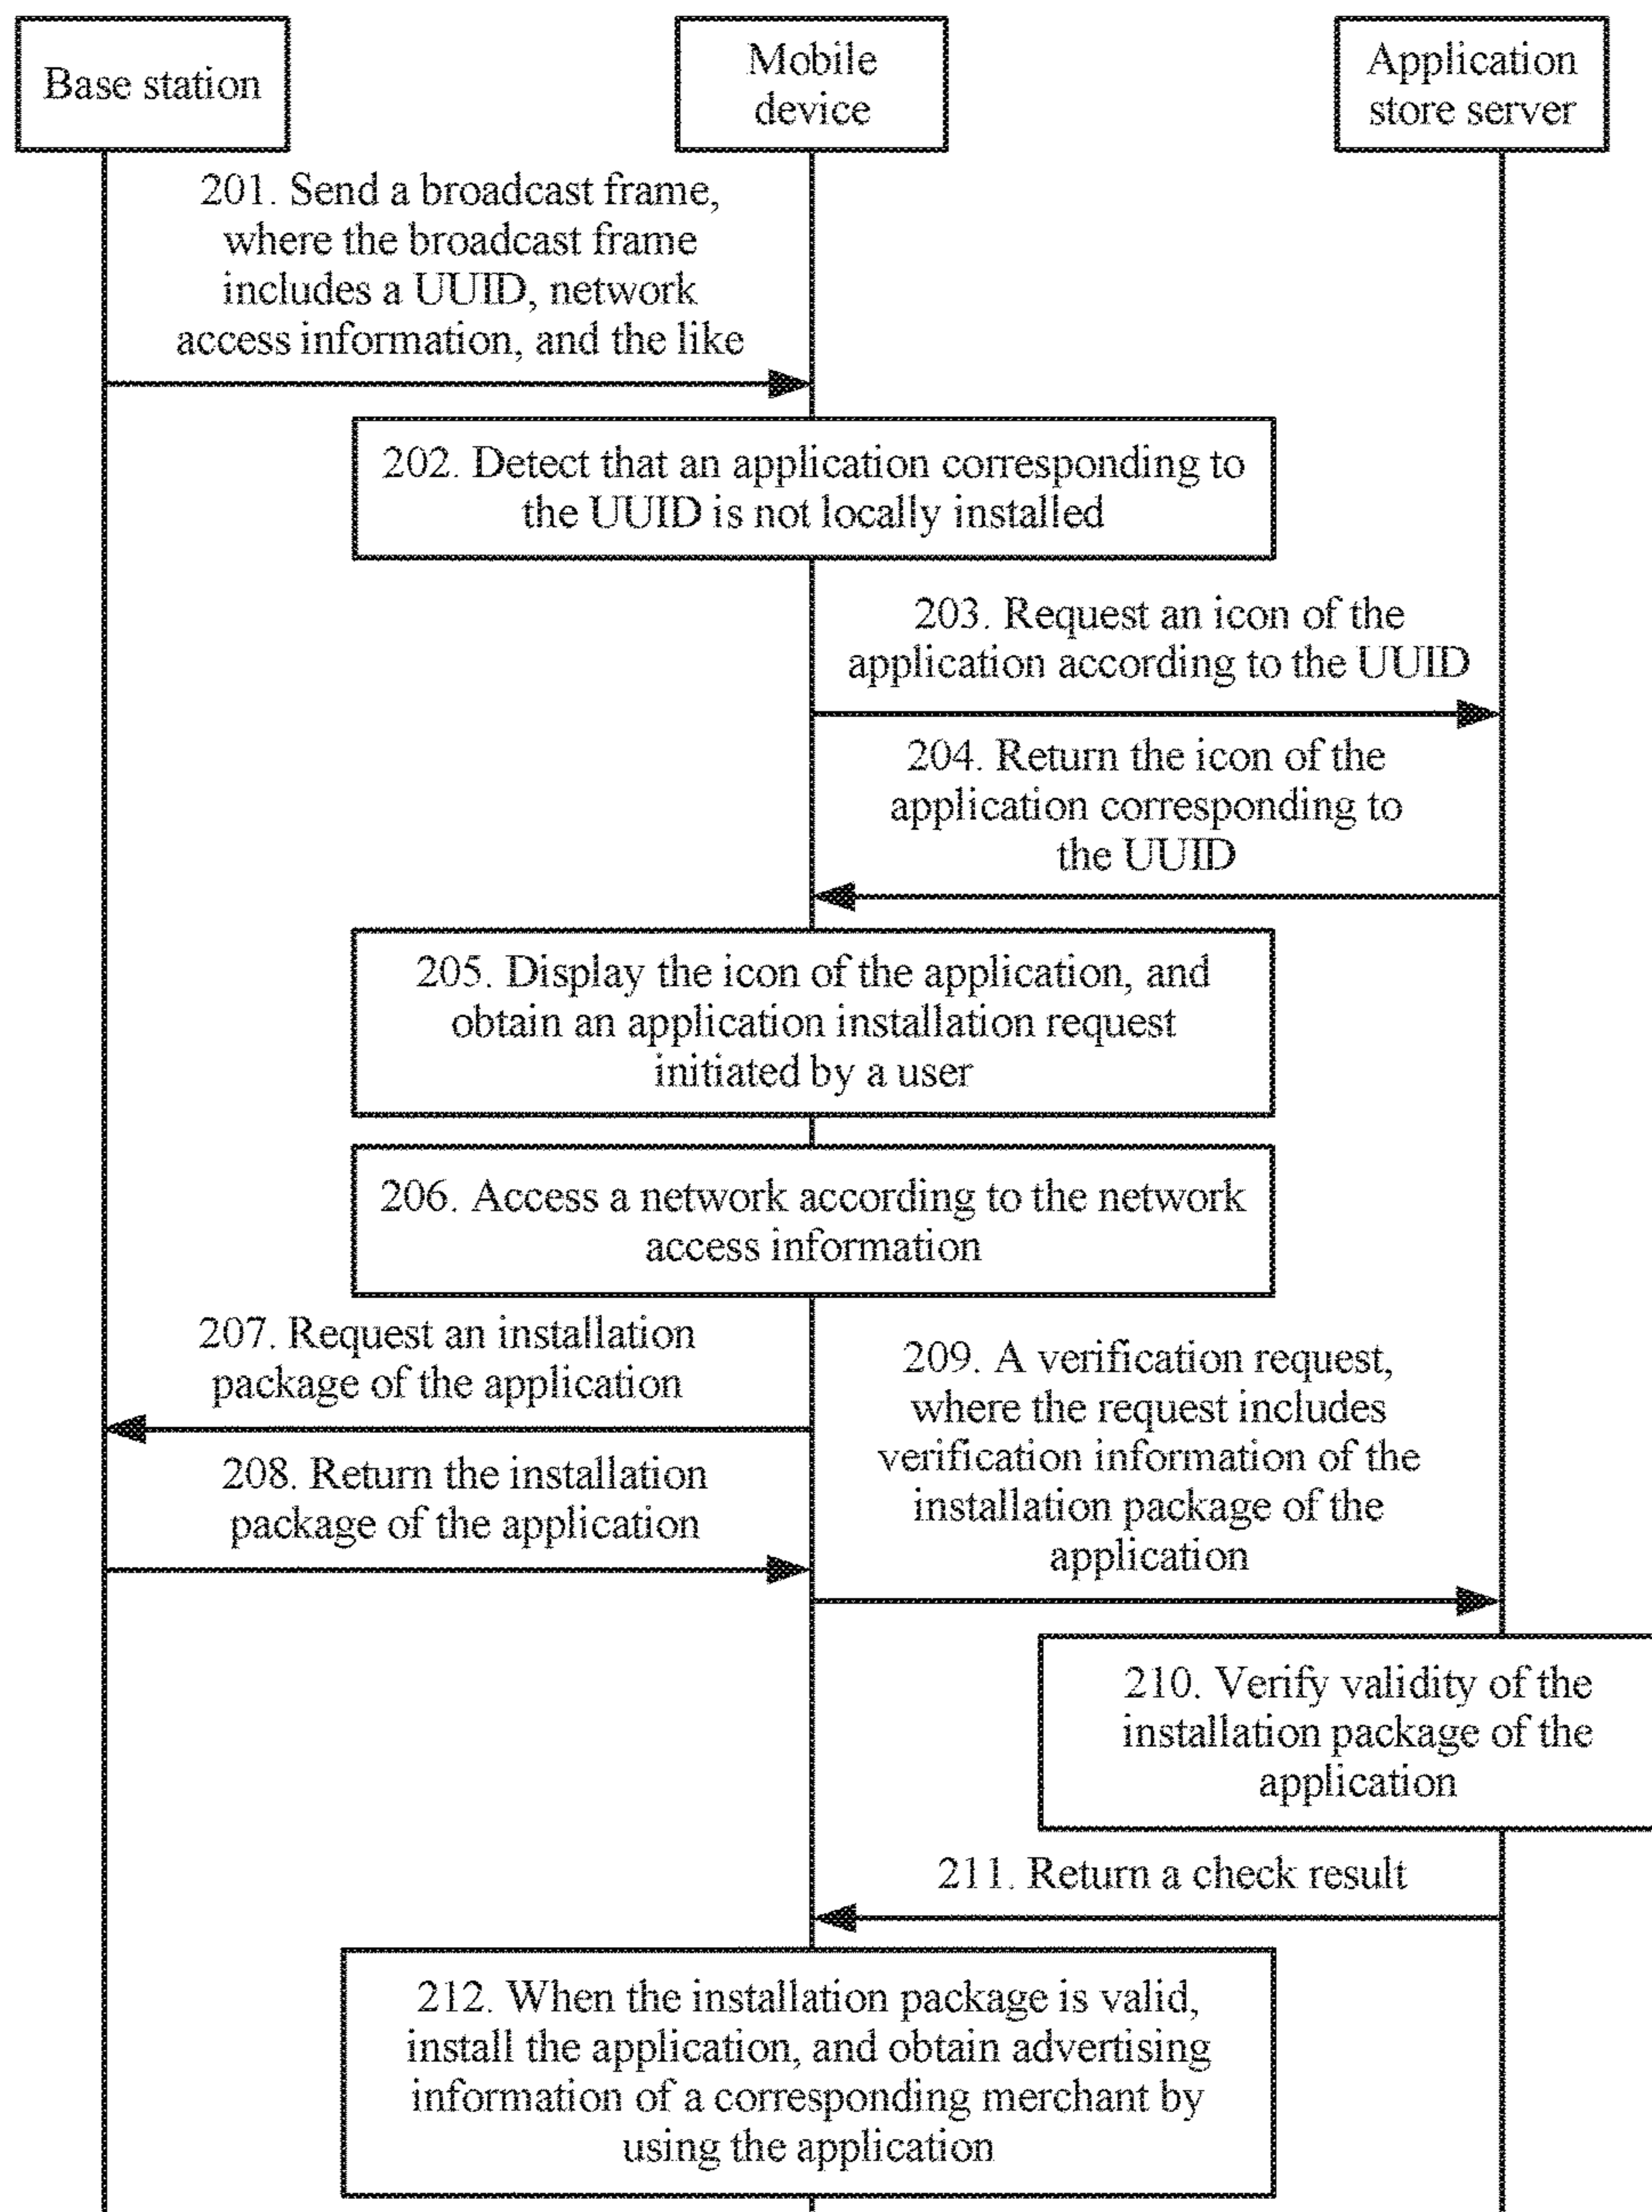 Base station
Mobile
device
Application
store server
201. Send a broadcast frame,
where the broadcast frame
includes a UUID, network
access information, and the like
202. Detect that an application corresponding to
the UUID is not locally installed
203. Request an icon of the
application according to the UUID
204. Return the icon of the
application corresponding to
the UUID
205. Display the icon of the application, and
obtain an application installation request
initiated by a user
206. Access a network according to the network
access information
207. Request an installation
package of the application
208. Return the installation
package of the application
209. A verification request,
where the request includes
verification information of the
installation package of the
application
210. Verify validity of the
installation package of the
application
211. Return a check result
212. When the installation package is valid,
install the application, and obtain advertising
information of a corresponding merchant by
using the application